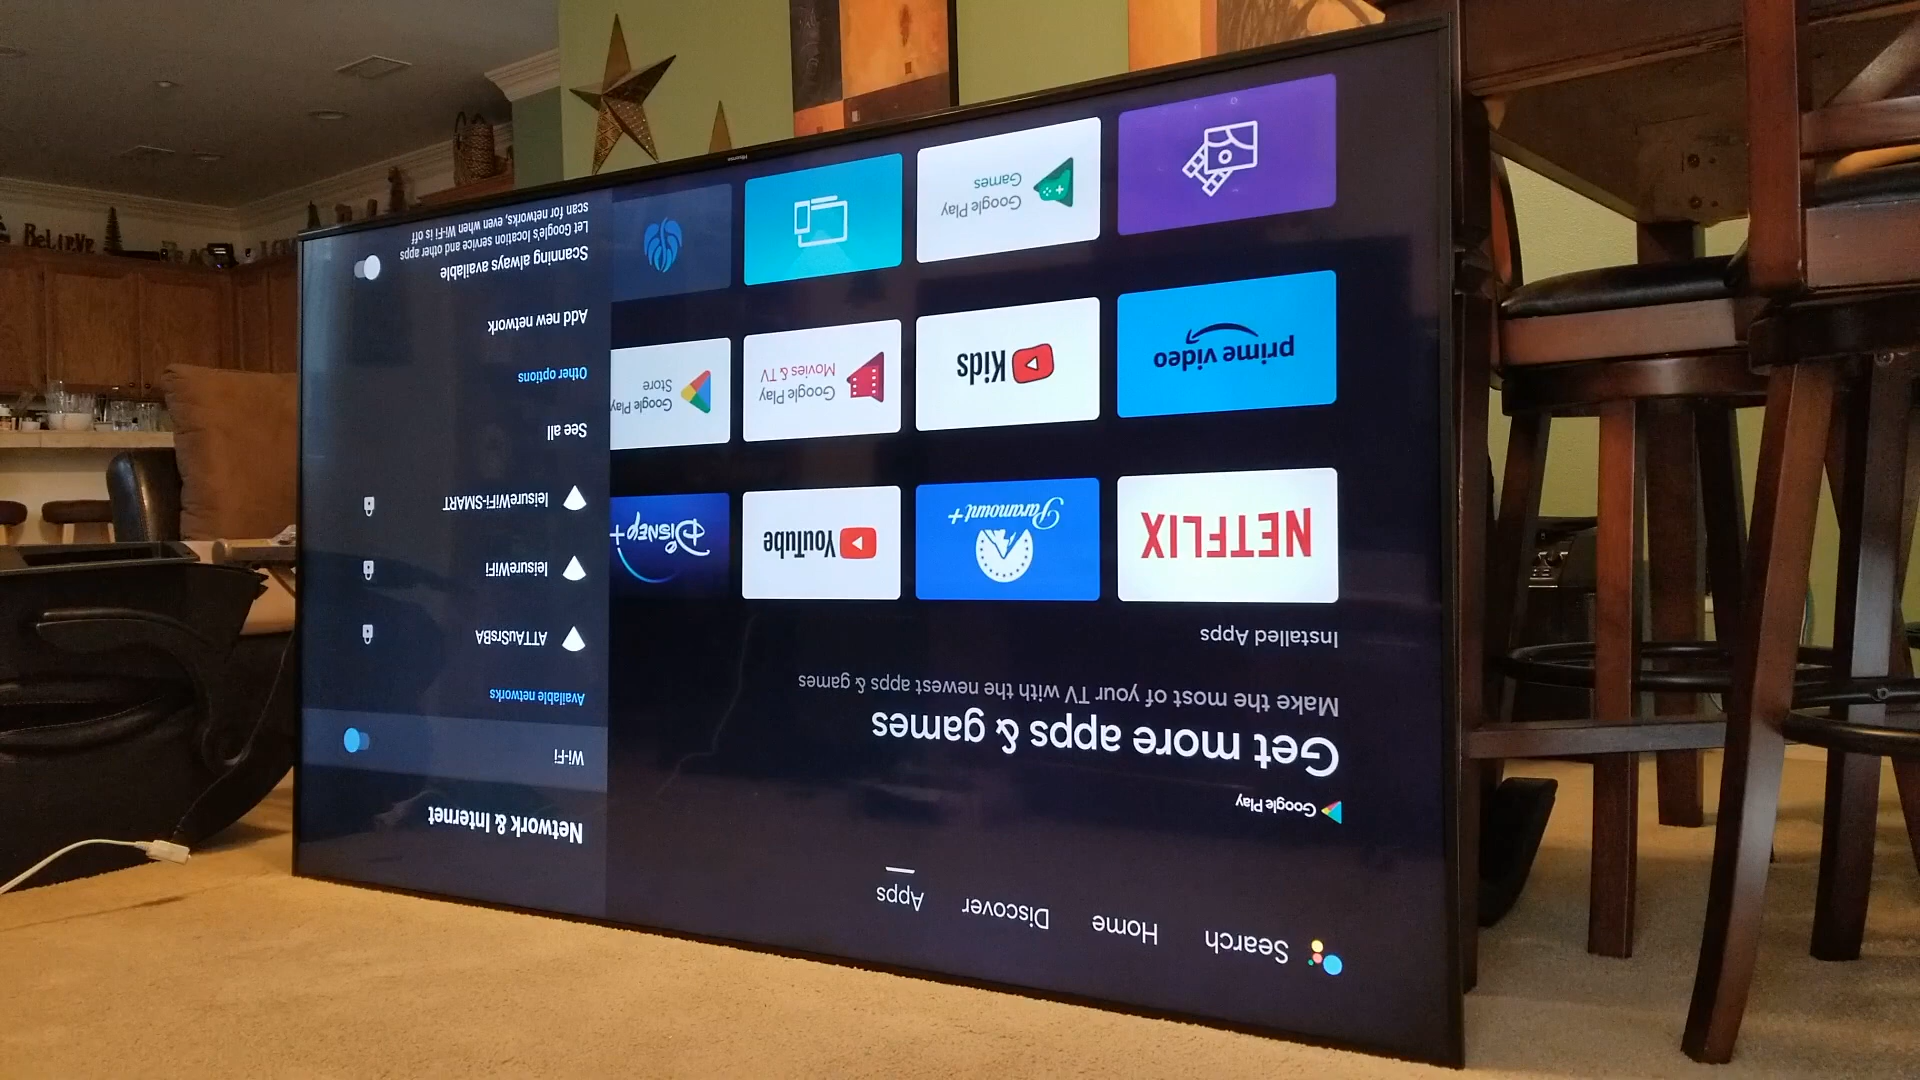 Search Home Discover Apps
Google Play
Get more apps & games
Make the most of your TV with the newest apps & games
Installed Apps
NETFLIX
Paramount+
YouTube
Disney+
prime video
YouTube Kids
Google Play
Movies & TV
Google Play
Store
Google Play
Games
Network & Internet
Wi-Fi
Available networks
ATTAuSrsBA
leisureWiFi
leisureWiFi-SMART
See all
Other options
Add new network
Scanning always available
Let Google's location service and other apps
scan for networks, even when Wi-Fi is off
Hisense
BELIEVE